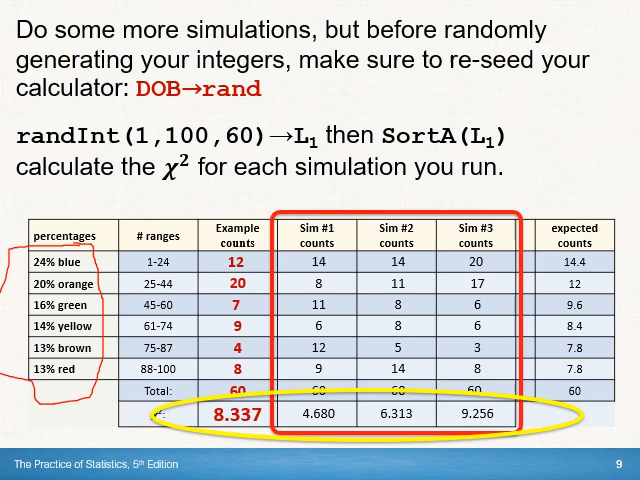 Do some more simulations, but before randomly
generating your integers, make sure to re-seed your
calculator: DOB→rand
randInt(1,100,60)→L₁ then SortA(L₁)
calculate the χ² for each simulation you run.
percentages # ranges Example counts Sim #1 counts Sim #2 counts Sim #3 counts expected counts
24% blue 1-24 12 14 14 20 14.4
20% orange 25-44 20 8 11 17 12
16% green 45-60 7 11 8 6 9.6
14% yellow 61-74 9 6 8 6 8.4
13% brown 75-87 4 12 5 3 7.8
13% red 88-100 8 9 14 8 7.8
Total: 60 60 60 60 60
χ²: 8.337 4.680 6.313 9.256
The Practice of Statistics, 5th Edition 9